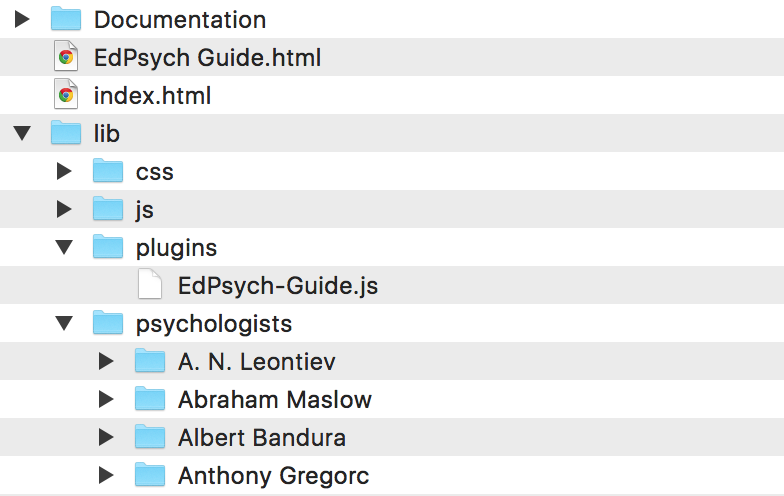 Documentation
EdPsych Guide.html
index.html
lib
css
js
plugins
EdPsych-Guide.js
psychologists
A. N. Leontiev
Abraham Maslow
Albert Bandura
Anthony Gregorc